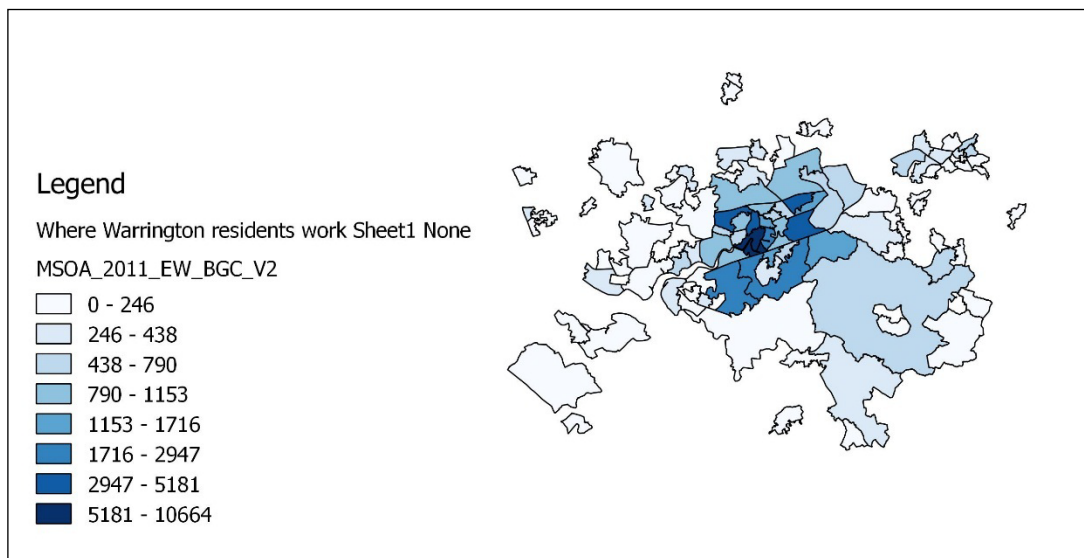 Legend
Where Warrington residents work Sheet1 None
MSOA_2011_EW_BGC_V2
0 - 246
246 - 438
438 - 790
790 - 1153
1153 - 1716
1716 - 2947
2947 - 5181
5181 - 10664